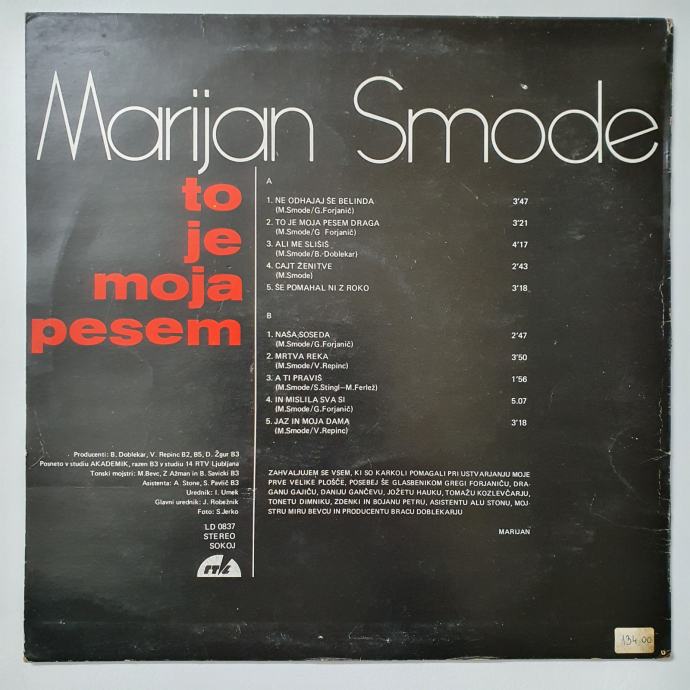 Marijan Smode
to
je
moja
pesem
A
1. NE ODHAJAJ ŠE BELINDA 3'47
(M.Smode/G.Forjanič)
2. TO JE MOJA PESEM DRAGA 3'21
(M.Smode/G Forjanič)
3. ALI ME SLIŠIŠ 4'17
(M.Smode/B.-Doblekar)
4. CAJT ŽENITVE 2'43
(M.Smode)
5. ŠE POMAHAL NI Z ROKO 3'18
B
1. NAŠA SOSEDA 2'47
(M.Smode/G.Forjanič)
2. MRTVA REKA 3'50
(M.Smode/V.Repinc)
3. A TI PRAVIŠ 1'56
(M.Smode/S.Stingl—M.Ferlež)
4. IN MISLILA SVA SI 5.07
(M.Smode/G.Forjanič)
5. JAZ IN MOJA DAMA 3'18
(M.Smode/V.Repinc)
Producenti: B. Doblekar, V. Repinc B2, B5, D. Žgur B3
Posneto v studiu AKADEMIK, razen B3 v studiu 14 RTV Ljubljana
Tonski mojstri: M.Bevc, Z Ažman in B. Savicki B3
Asistenta: A. Stone, S. Pavlič B3
Urednik: I. Umek
Glavni urednik: J. Robežnik
Foto: S.Jerko
LD 0837
STEREO
SOKOJ
RTL
ZAHVALJUJEM SE VSEM, KI SO KARKOLI POMAGALI PRI USTVARJANJU MOJE
PRVE VELIKE PLOŠČE, POSEBEJ ŠE GLASBENIKOM GREGI FORJANIČU, DRA-
GANU GAJIČU, DANIJU GANČEVU, JOŽETU HAUKU, TOMAŽU KOZLEVČARJU,
TONETU DIMNIKU, ZDENKI IN BOJANU PETRU, ASISTENTU ALU STONU, MOJ-
STRU MIRU BEVCU IN PRODUCENTU BRACU DOBLEKARJU
MARIJAN
134,00